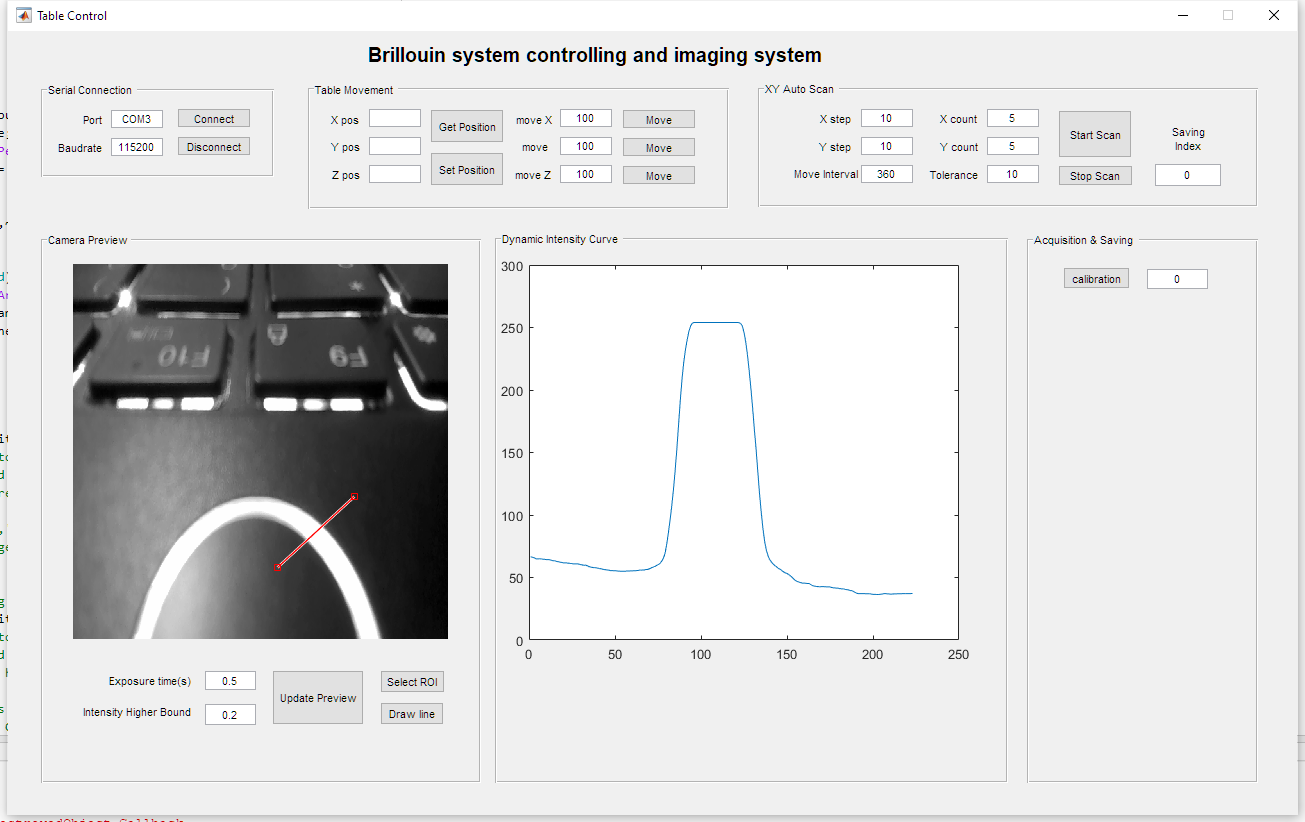 Table Control
Brillouin system controlling and imaging system
Serial Connection
Port COM3 Connect
Baudrate 115200 Disconnect
Table Movement
X pos Get Position move X 100 Move
Y pos move 100 Move
Z pos Set Position move Z 100 Move
XY Auto Scan
X step 10 X count 5 Start Scan
Y step 10 Y count 5
Move Interval 360 Tolerance 10 Stop Scan
Saving
Index
0
Camera Preview
F10 F9
Exposure time(s) 0.5 Update Preview Select ROI
Intensity Higher Bound 0.2 Draw line
Dynamic Intensity Curve
300
250
200
150
100
50
0
0 50 100 150 200 250
Acquisition & Saving
calibration 0